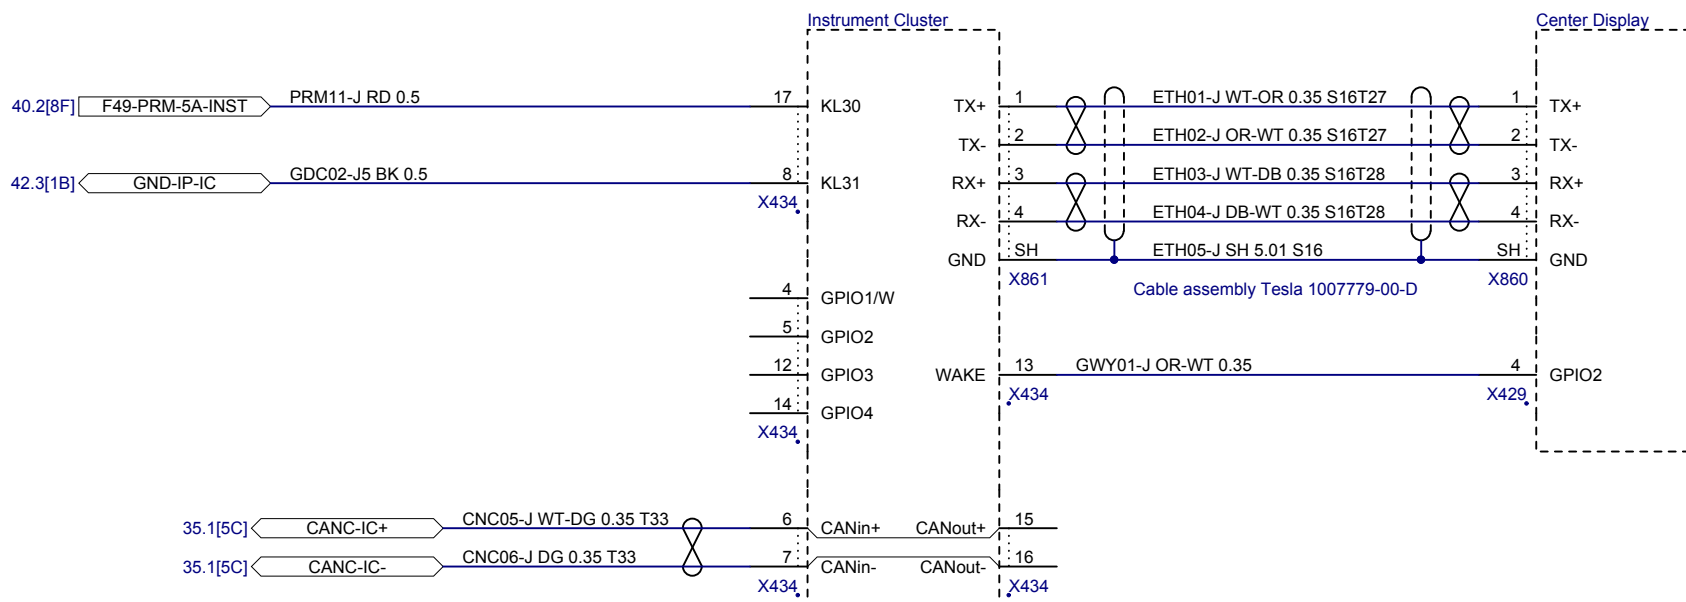 Instrument Cluster
Center Display
40.2[8F] F49-PRM-5A-INST PRM11-J RD 0.5 17 KL30 TX+ 1 ETH01-J WT-OR 0.35 S16T27 1 TX+
TX- 2 ETH02-J OR-WT 0.35 S16T27 2 TX-
42.3[1B] GND-IP-IC GDC02-J5 BK 0.5 8 KL31 RX+ 3 ETH03-J WT-DB 0.35 S16T28 3 RX+
X434
RX- 4 ETH04-J DB-WT 0.35 S16T28 4 RX-
GND SH ETH05-J SH 5.01 S16 SH GND
X861 Cable assembly Tesla 1007779-00-D X860
4 GPIO1/W
5 GPIO2
12 GPIO3 WAKE 13 GWY01-J OR-WT 0.35 4 GPIO2
X434 X429
14 GPIO4
X434
35.1[5C] CANC-IC+ CNC05-J WT-DG 0.35 T33 6 CANin+ CANout+ 15
35.1[5C] CANC-IC- CNC06-J DG 0.35 T33 7 CANin- CANout- 16
X434 X434